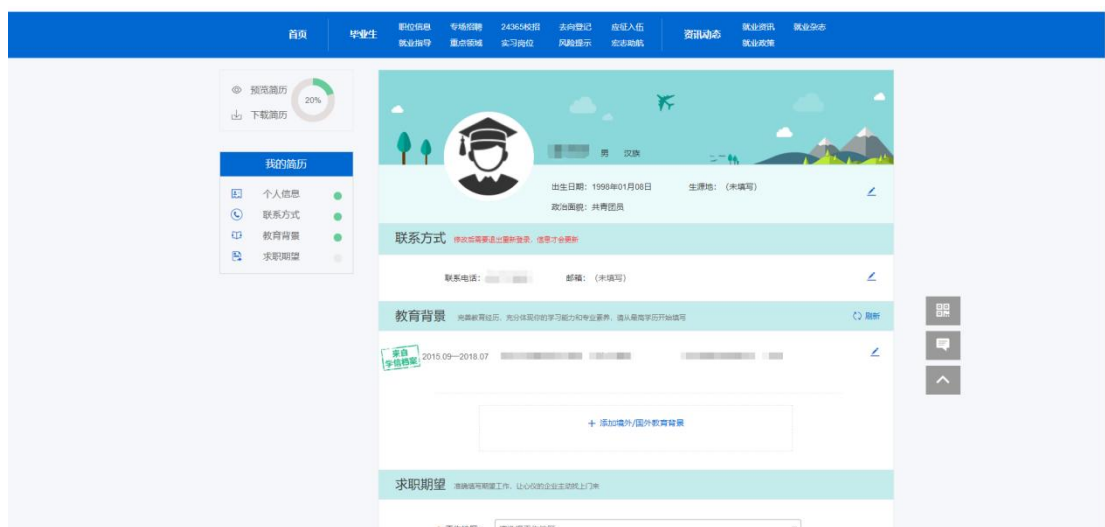 首页
毕业生
职位信息 专场招聘 24365校招 去向登记 应征入伍
就业指导 重点领域 实习岗位 风险提示 宏志助航
资讯动态
就业资讯 就业杂志
就业政策
预览简历
下载简历
20%
我的简历
个人信息
联系方式
教育背景
求职期望
男 汉族
出生日期:1998年01月08日 生源地:(未填写)
政治面貌:共青团员
联系方式 修改后需要退出重新登录,信息才会更新
联系电话: 邮箱:(未填写)
教育背景 完善教育经历,充分体现你的学习能力和专业素养,请从最高学历开始填写 刷新
来自
学信档案
2015.09—2018.07
+ 添加境外/国外教育背景
求职期望 准确填写期望工作,让心仪的企业主动找上门来